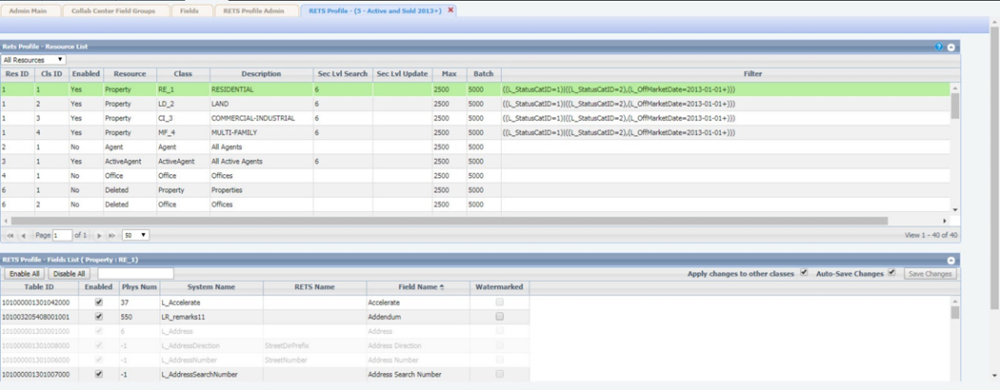 Admin Main Collab Center Field Groups Fields RETS Profile Admin RETS Profile - (5 - Active and Sold 2013+)
Rets Profile - Resource List
All Resources
Res ID Cls ID Enabled Resource Class Description Sec Lvl Search Sec Lvl Update Max Batch Filter
1 1 Yes Property RE_1 RESIDENTIAL 6 2500 5000 ((L_StatusCatID=1)|((L_StatusCatID=2),(L_OffMarketDate=2013-01-01+)))
1 2 Yes Property LD_2 LAND 6 2500 5000 ((L_StatusCatID=1)|((L_StatusCatID=2),(L_OffMarketDate=2013-01-01+)))
1 3 Yes Property CI_3 COMMERCIAL-INDUSTRIAL 6 2500 5000 ((L_StatusCatID=1)|((L_StatusCatID=2),(L_OffMarketDate=2013-01-01+)))
1 4 Yes Property MF_4 MULTI-FAMILY 6 2500 5000 ((L_StatusCatID=1)|((L_StatusCatID=2),(L_OffMarketDate=2013-01-01+)))
2 1 No Agent Agent All Agents 2500 5000
3 1 Yes ActiveAgent ActiveAgent All Active Agents 6 2500 5000
4 1 No Office Office Offices 2500 5000
6 1 No Deleted Property Properties 2500 5000
6 2 No Deleted Office Offices 2500 5000
Page 1 of 1 50 View 1 - 40 of 40
RETS Profile - Fields List ( Property : RE_1)
Enable All Disable All Apply changes to other classes Auto-Save Changes Save Changes
Table ID Enabled Phys Num System Name RETS Name Field Name Watermarked
101000001301042000 37 L_Accelerate Accelerate
101003205408001001 550 LR_remarks11 Addendum
101000001303001000 6 L_Address Address
101000001301008000 -1 L_AddressDirection StreetDirPrefix Address Direction
101000001301006000 -1 L_AddressNumber StreetNumber Address Number
101000001301007000 -1 L_AddressSearchNumber Address Search Number